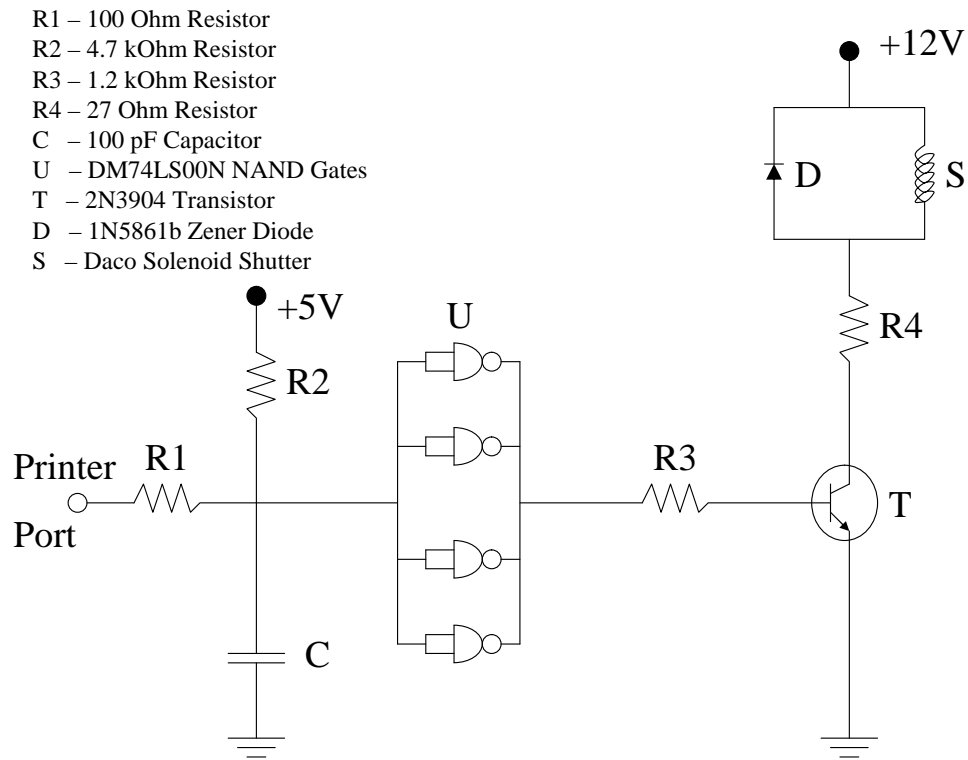 R1 – 100 Ohm Resistor
R2 – 4.7 kOhm Resistor
R3 – 1.2 kOhm Resistor
R4 – 27 Ohm Resistor
C – 100 pF Capacitor
U – DM74LS00N NAND Gates
T – 2N3904 Transistor
D – 1N5861b Zener Diode
S – Daco Solenoid Shutter
+12V
D
S
+5V
U
R4
R2
Printer
Port
R1
R3
T
C